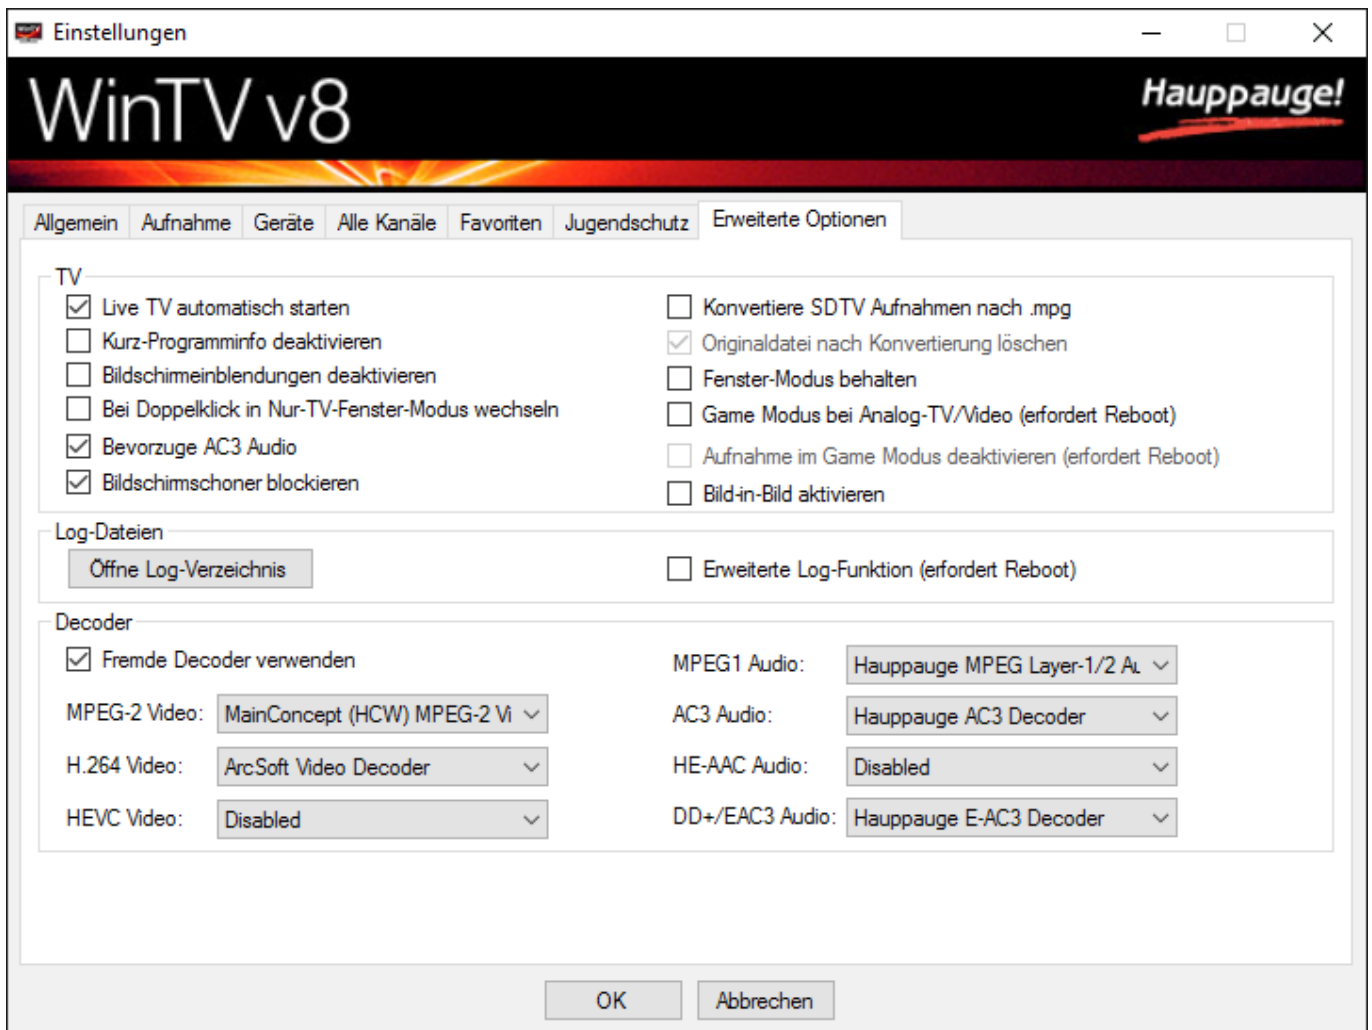 Einstellungen
WinTV v8
Hauppauge!
Allgemein Aufnahme Geräte Alle Kanäle Favoriten Jugendschutz Erweiterte Optionen
TV
Live TV automatisch starten
Kurz-Programminfo deaktivieren
Bildschirmeinblendungen deaktivieren
Bei Doppelklick in Nur-TV-Fenster-Modus wechseln
Bevorzuge AC3 Audio
Bildschirmschoner blockieren
Konvertiere SDTV Aufnahmen nach .mpg
Originaldatei nach Konvertierung löschen
Fenster-Modus behalten
Game Modus bei Analog-TV/Video (erfordert Reboot)
Aufnahme im Game Modus deaktivieren (erfordert Reboot)
Bild-in-Bild aktivieren
Log-Dateien
Öffne Log-Verzeichnis
Erweiterte Log-Funktion (erfordert Reboot)
Decoder
Fremde Decoder verwenden
MPEG-2 Video: MainConcept (HCW) MPEG-2 Vi
H.264 Video: ArcSoft Video Decoder
HEVC Video: Disabled
MPEG1 Audio: Hauppauge MPEG Layer-1/2 Au
AC3 Audio: Hauppauge AC3 Decoder
HE-AAC Audio: Disabled
DD+/EAC3 Audio: Hauppauge E-AC3 Decoder
OK Abbrechen